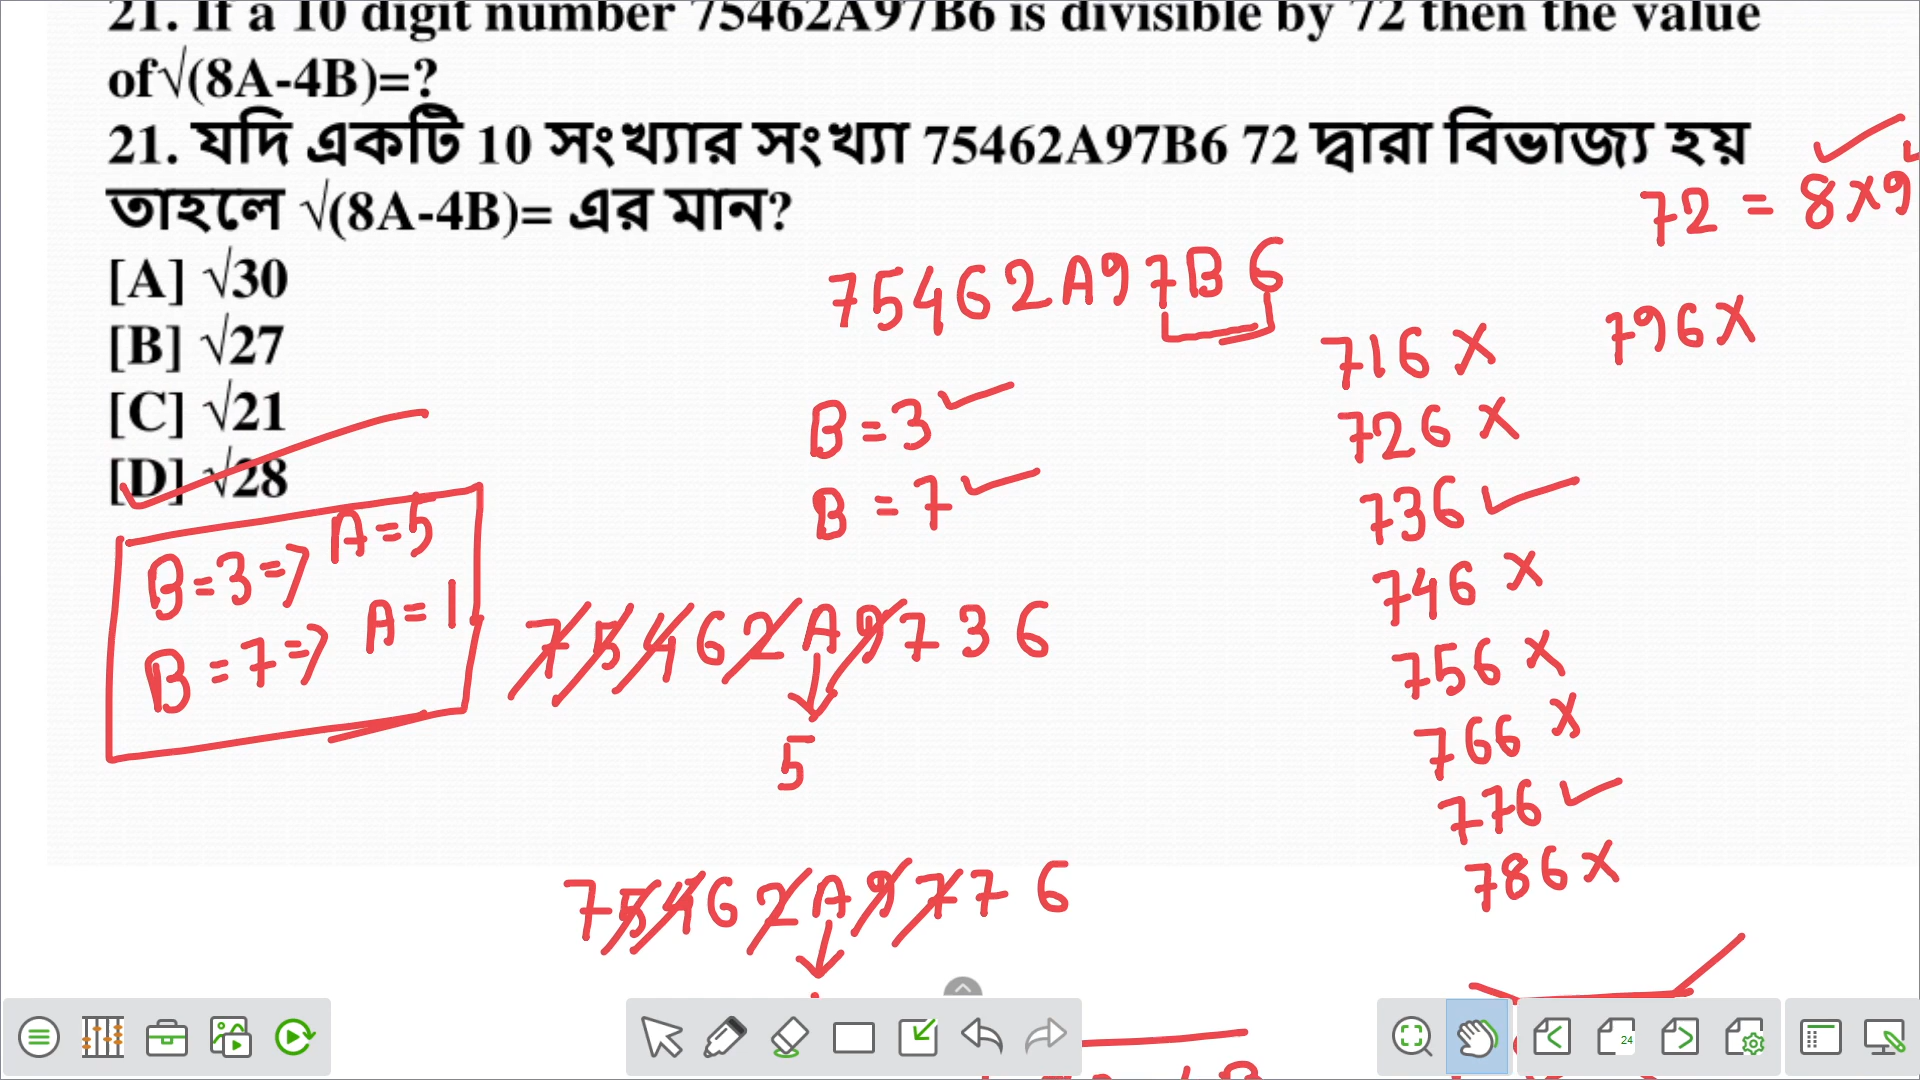 21. If a 10 digit number 75462A97B6 is divisible by 72 then the value
of√(8A-4B)=?
21. যদি একটি 10 সংখ্যার সংখ্যা 75462A97B6 72 দ্বারা বিভাজ্য হয়
তাহলে √(8A-4B)= এর মান?
[A] √30
[B] √27
[C] √21
[D] √28
72 = 8×9
75462A97B6
716 ×
796×
B=3 ✓
726 ×
B=7 ✓
736 ✓
B=3=> A=5
746 ×
B=7=> A=1
75462A9736
756 ×
766 ×
5
776 ✓
786×
75462A9776
24